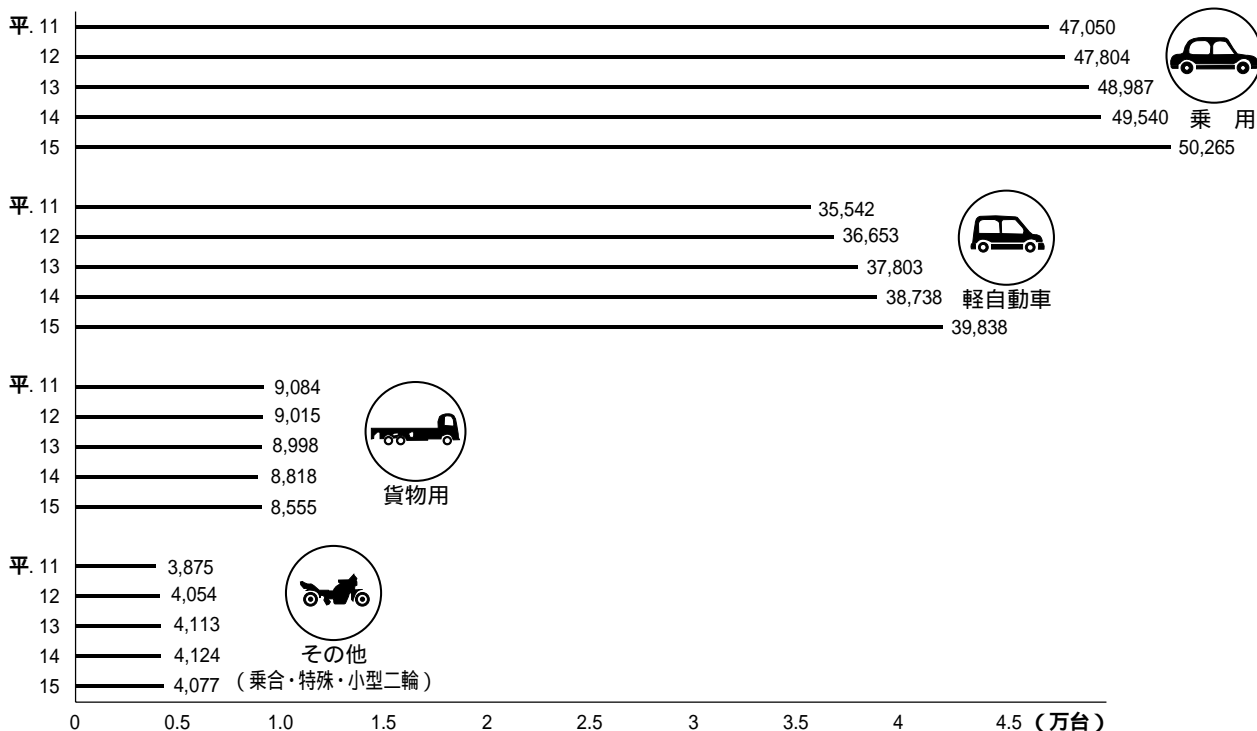 平. 11 47,050
12 47,804
13 48,987
14 49,540
乗 用
15 50,265
平. 11 35,542
12 36,653
13 37,803
14 38,738
軽自動車
15 39,838
平. 11 9,084
12 9,015
13 8,998
14 8,818
貨物用
15 8,555
平. 11 3,875
12 4,054
13 4,113
14 4,124
その他
15 4,077 (乗合・特殊・小型二輪)
0 0.5 1.0 1.5 2 2.5 3 3.5 4 4.5 (万台)